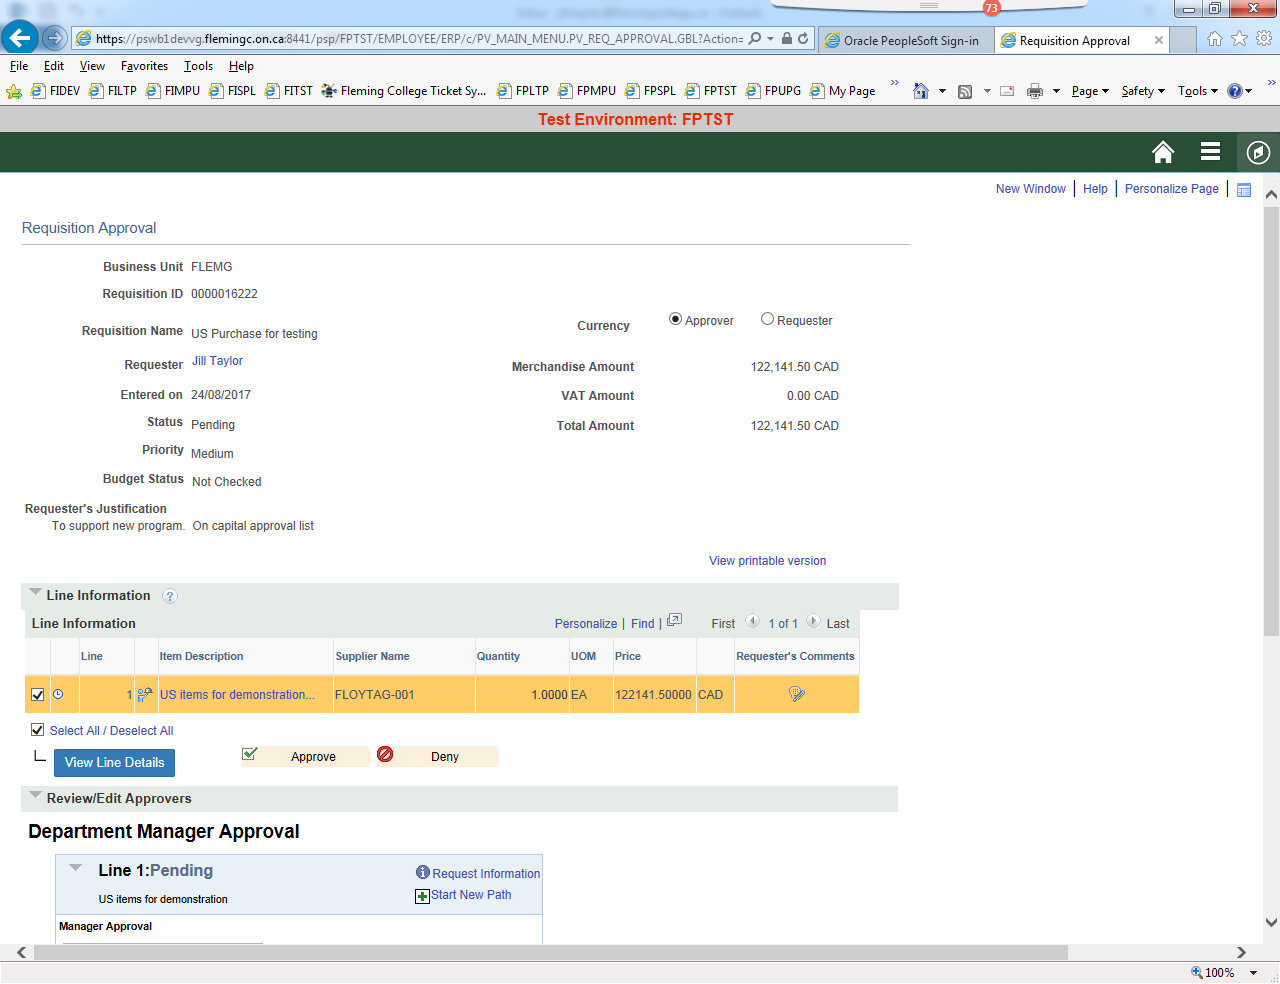 73
https://pswb1devvg.flemingc.on.ca:8441/psp/FPTST/EMPLOYEE/ERP/c/PV_MAIN_MENU.PV_REQ_APPROVAL.GBL?Action=
Oracle PeopleSoft Sign-in
Requisition Approval
File Edit View Favorites Tools Help
FIDEV FILTP FIMPU FISPL FITST Fleming College Ticket Sy... FPLTP FPMPU FPSPL FPTST FPUPG My Page » Page Safety Tools »
Test Environment: FPTST
New Window | Help | Personalize Page |
Requisition Approval
Business Unit FLEMG
Requisition ID 0000016222
Requisition Name US Purchase for testing
Currency Approver Requester
Requester Jill Taylor
Merchandise Amount 122,141.50 CAD
Entered on 24/08/2017
VAT Amount 0.00 CAD
Status Pending
Total Amount 122,141.50 CAD
Priority Medium
Budget Status Not Checked
Requester's Justification
To support new program. On capital approval list
View printable version
Line Information
Line Information Personalize | Find | First 1 of 1 Last
Line Item Description Supplier Name Quantity UOM Price Requester's Comments
1 US items for demonstration... FLOYTAG-001 1.0000 EA 122141.50000 CAD
Select All / Deselect All
View Line Details Approve Deny
Review/Edit Approvers
Department Manager Approval
Line 1:Pending
Request Information
US items for demonstration
Start New Path
Manager Approval
100%